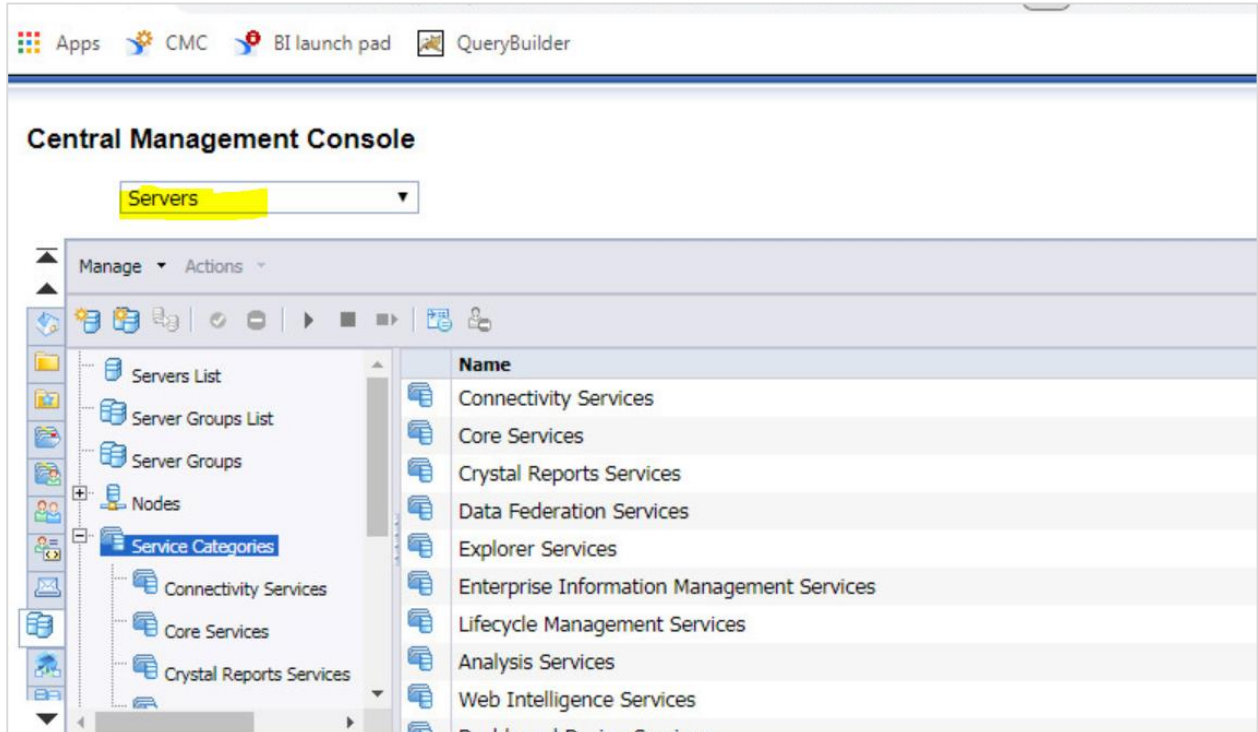 Apps CMC BI launch pad QueryBuilder
Central Management Console
Servers
Manage Actions
Servers List
Server Groups List
Server Groups
Nodes
Service Categories
Connectivity Services
Core Services
Crystal Reports Services
Name
Connectivity Services
Core Services
Crystal Reports Services
Data Federation Services
Explorer Services
Enterprise Information Management Services
Lifecycle Management Services
Analysis Services
Web Intelligence Services